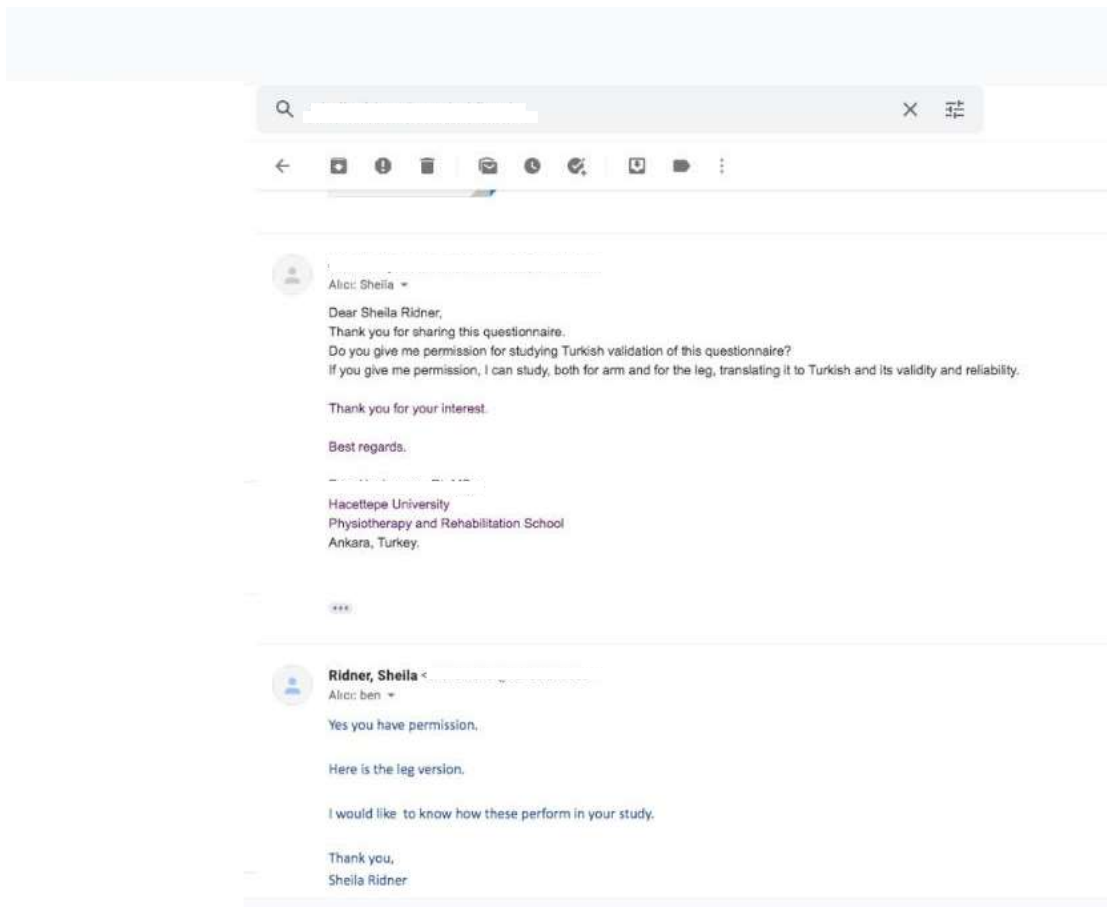 Alıcı: Sheila
Dear Sheila Ridner,
Thank you for sharing this questionnaire.
Do you give me permission for studying Turkish validation of this questionnaire?
If you give me permission, I can study, both for arm and for the leg, translating it to Turkish and its validity and reliability.
Thank you for your interest.
Best regards.
Hacettepe University
Physiotherapy and Rehabilitation School
Ankara, Turkey.
Ridner, Sheila <
Alıcı: ben
Yes you have permission.
Here is the leg version.
I would like to know how these perform in your study.
Thank you,
Sheila Ridner